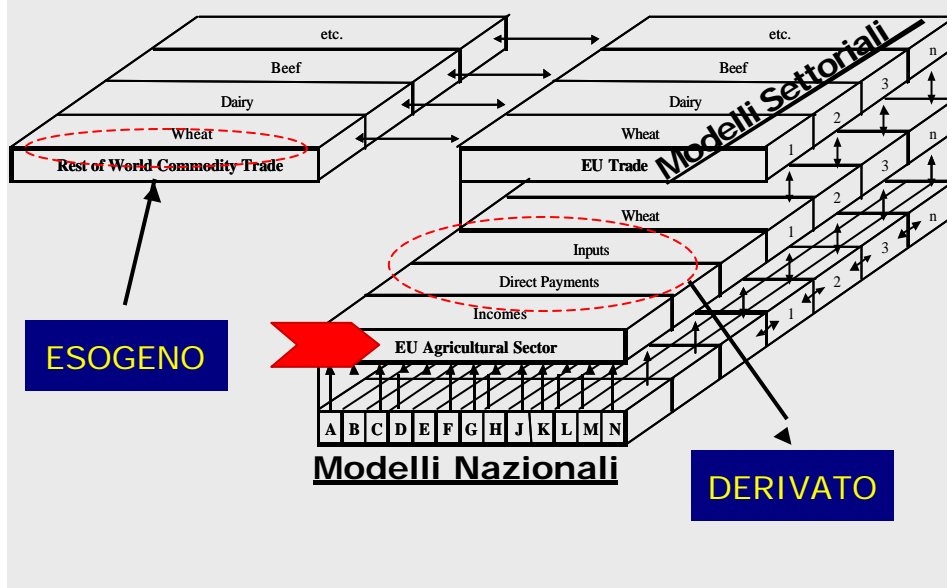 etc.
Beef
Dairy
Wheat
Rest of World Commodity Trade
etc.
Beef
Dairy
Wheat
EU Trade
Modelli Settoriali
1
2
3
n
Wheat
Inputs
Direct Payments
Incomes
EU Agricultural Sector
1
2
3
n
1
2
3
n
A B C D E F G H J K L M N
Modelli Nazionali
ESOGENO
DERIVATO